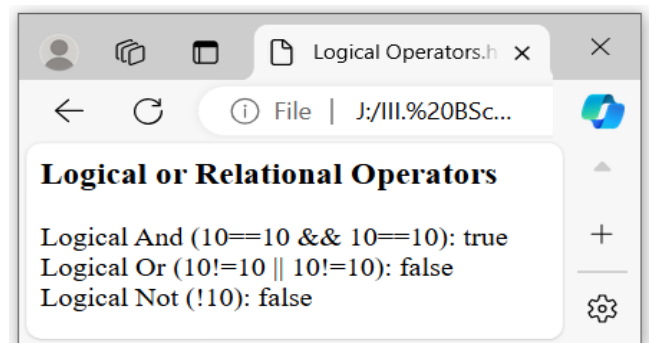 Logical Operators.h
File | J:/III.%20BSc...
Logical or Relational Operators
Logical And (10==10 && 10==10): true
Logical Or (10!=10 || 10!=10): false
Logical Not (!10): false